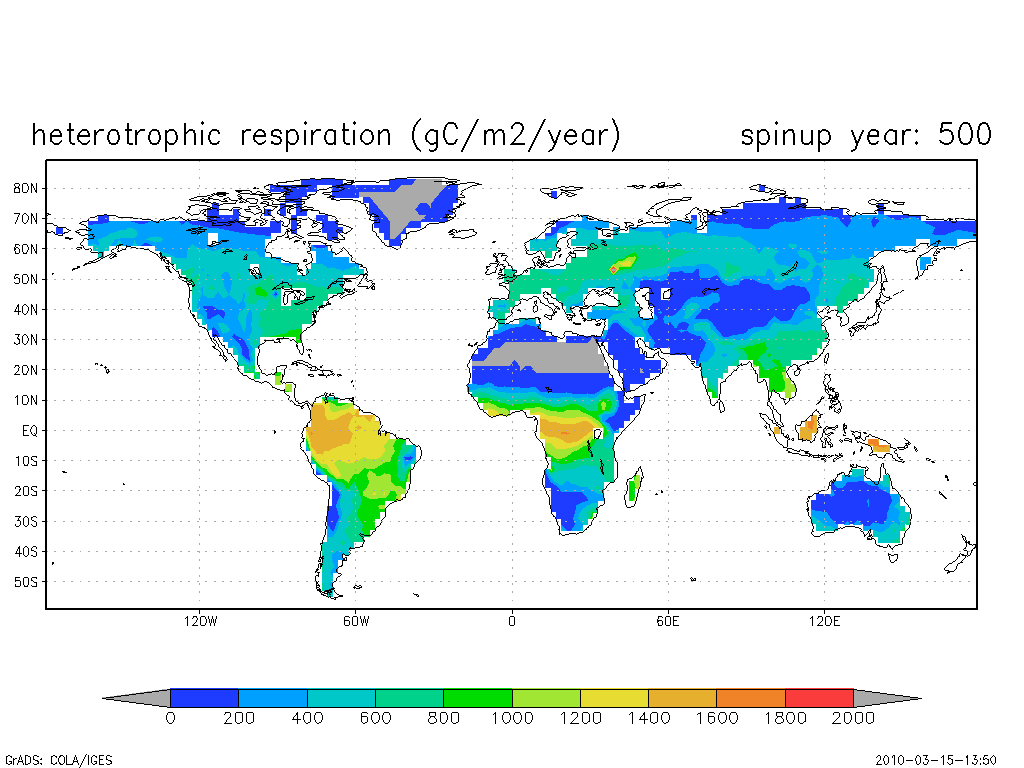 heterotrophic respiration (gC/m2/year) spinup year: 500
80N
70N
60N
50N
40N
30N
20N
10N
EQ
10S
20S
30S
40S
50S
120W 60W 0 60E 120E
0 200 400 600 800 1000 1200 1400 1600 1800 2000
GrADS: COLA/IGES 2010-03-15-13:50